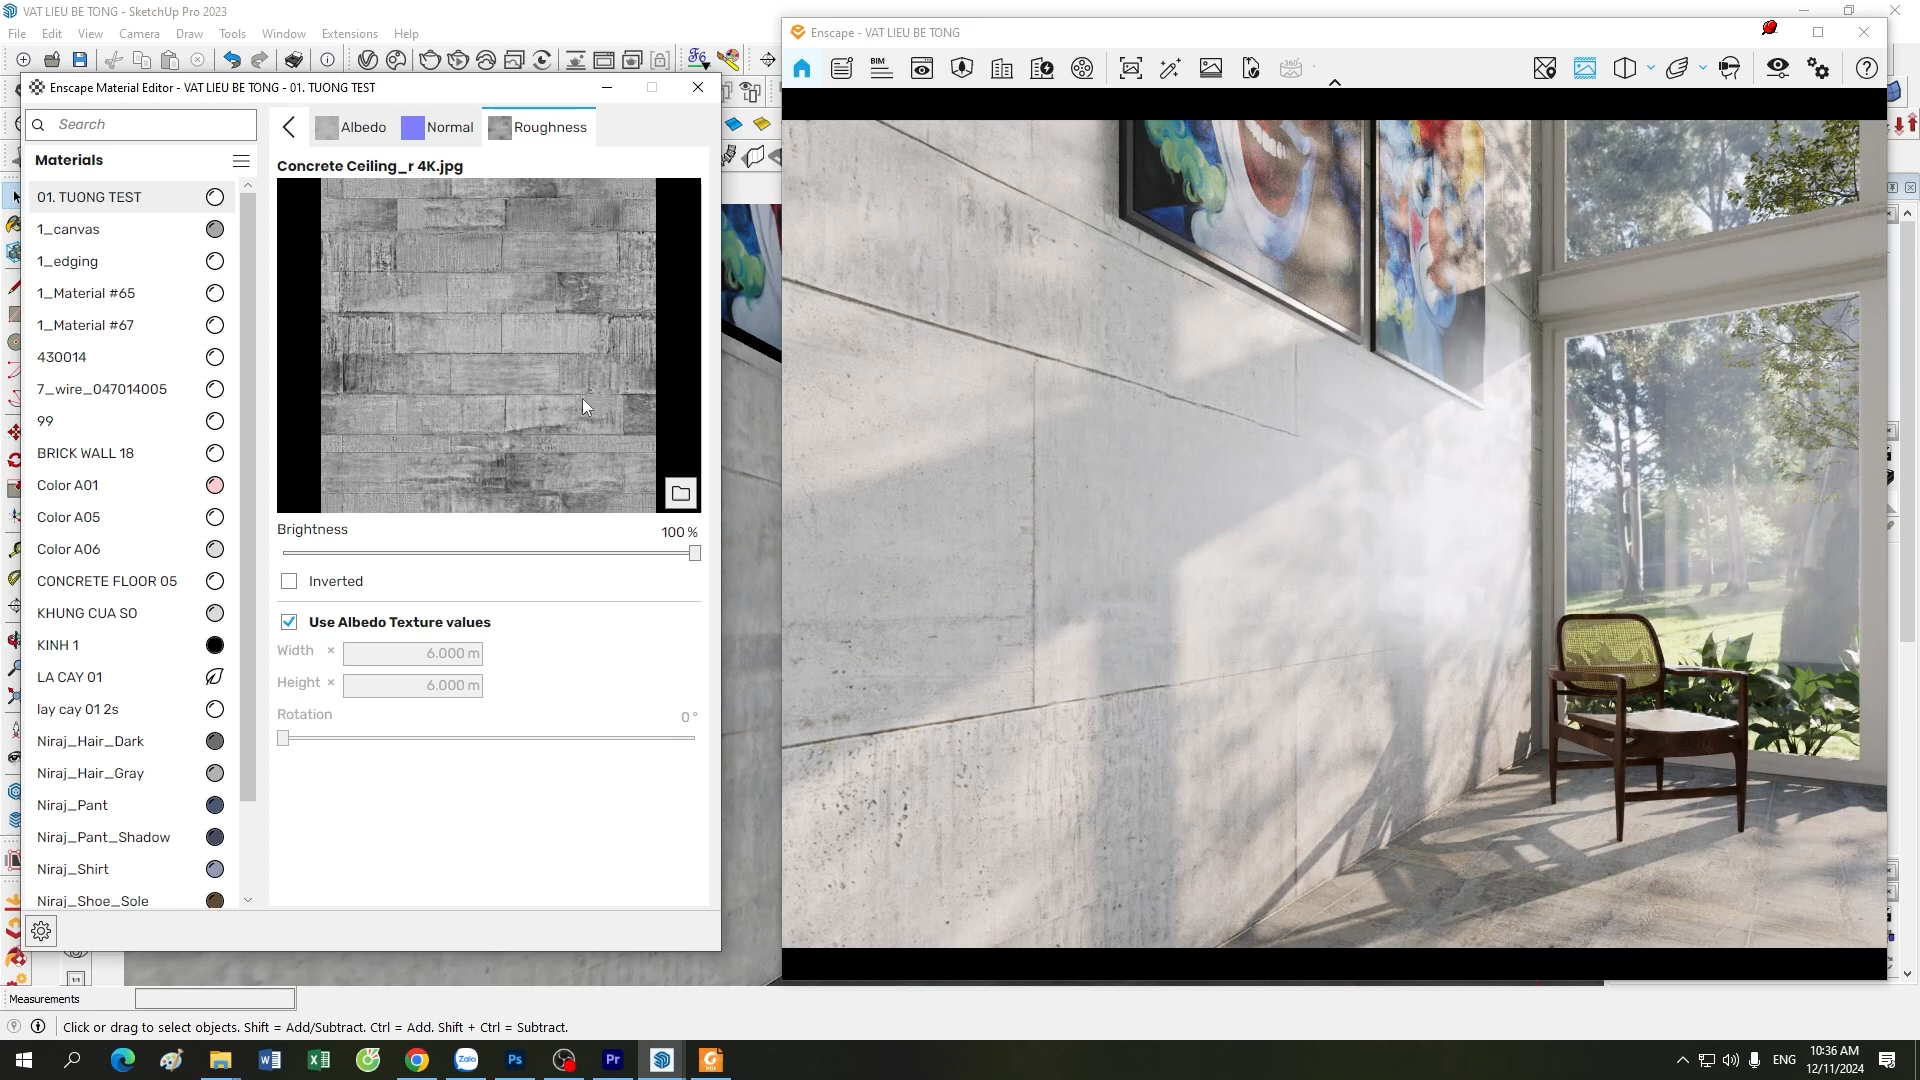 VAT LIEU BE TONG - SketchUp Pro 2023
File Edit View Camera Draw Tools Window Extensions Help
Enscape - VAT LIEU BE TONG
BIM
360°
Enscape Material Editor - VAT LIEU BE TONG - 01. TUONG TEST
Search
Albedo Normal Roughness
Materials
Concrete Ceiling_r 4K.jpg
01. TUONG TEST
1_canvas
1_edging
1_Material #65
1_Material #67
430014
7_wire_047014005
99
BRICK WALL 18
Color A01
Color A05
Color A06
CONCRETE FLOOR 05
KHUNG CUA SO
KINH 1
LA CAY 01
lay cay 01 2s
Niraj_Hair_Dark
Niraj_Hair_Gray
Niraj_Pant
Niraj_Pant_Shadow
Niraj_Shirt
Niraj_Shoe_Sole
Brightness 100 %
Inverted
Use Albedo Texture values
Width × 6.000 m
Height × 6.000 m
Rotation 0 °
Measurements
Click or drag to select objects. Shift = Add/Subtract. Ctrl = Add. Shift + Ctrl = Subtract.
Zalo
Ps
Pr
ENG
10:36 AM
12/11/2024